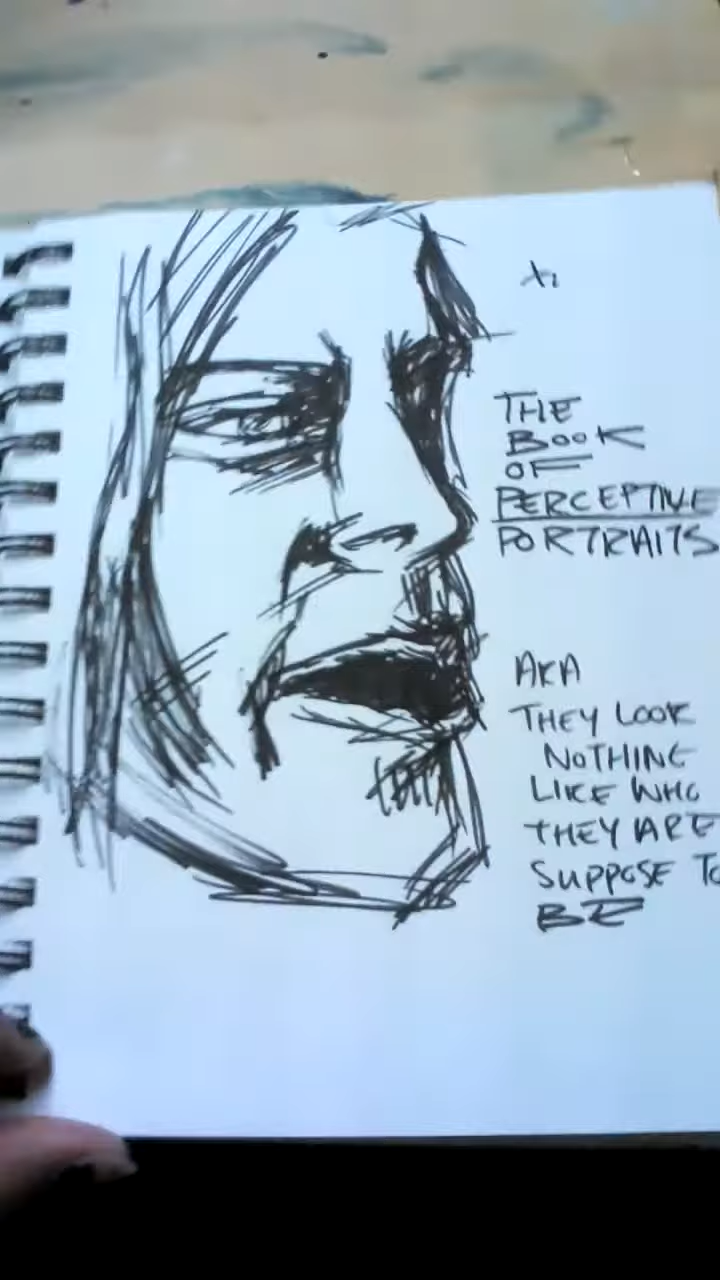 THE
BOOK
OF
PERCEPTIVE
PORTRAITS
AKA
THEY LOOK
NOTHING
LIKE WHO
THEY ARE
SUPPOSE TO
BE